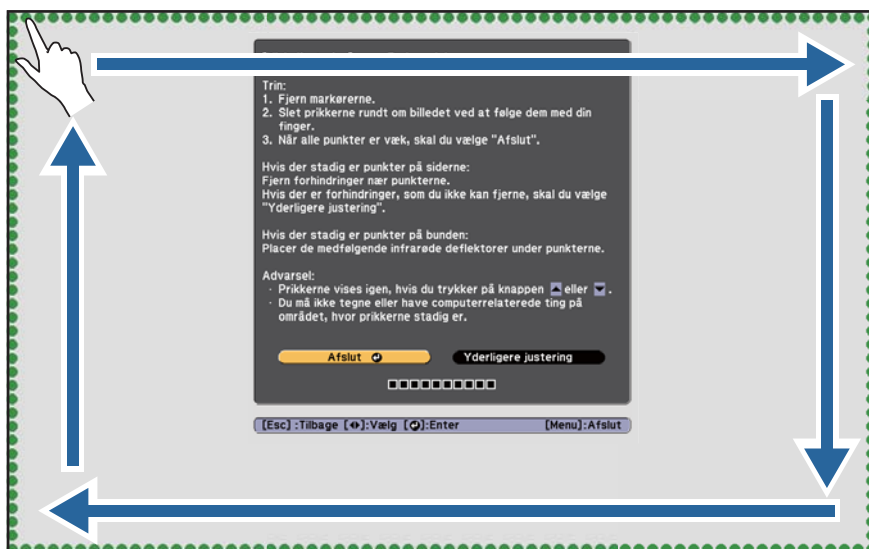 Trin:
1. Fjern markørerne.
2. Slet prikkerne rundt om billedet ved at følge dem med din
finger.
3. Når alle punkter er væk, skal du vælge "Afslut".
Hvis der stadig er punkter på siderne:
Fjern forhindringer nær punkterne.
Hvis der er forhindringer, som du ikke kan fjerne, skal du vælge
"Yderligere justering".
Hvis der stadig er punkter på bunden:
Placer de medfølgende infrarøde deflektorer under punkterne.
Advarsel:
· Prikkerne vises igen, hvis du trykker på knappen eller .
· Du må ikke tegne eller have computerrelaterede ting på
området, hvor prikkerne stadig er.
Afslut Yderligere justering
[Esc] :Tilbage [◆]:Vælg [↵]:Enter [Menu]:Afslut